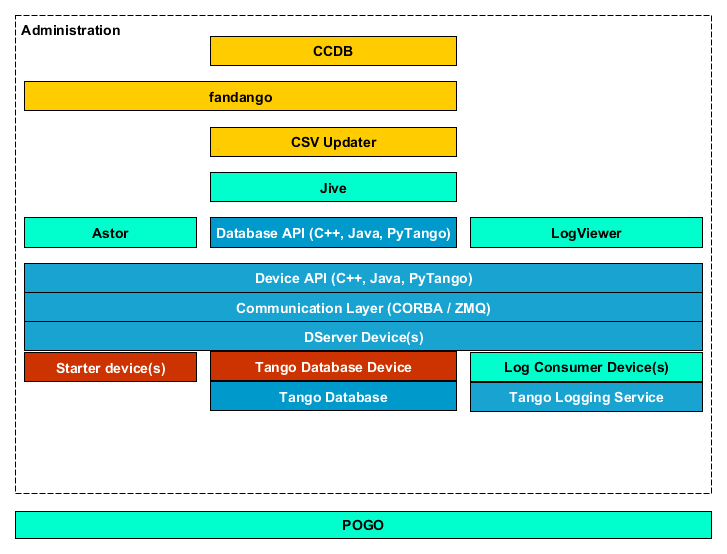 Administration
CCDB
fandango
CSV Updater
Jive
Astor
Database API (C++, Java, PyTango)
LogViewer
Device API (C++, Java, PyTango)
Communication Layer (CORBA / ZMQ)
DServer Device(s)
Starter device(s)
Tango Database Device
Log Consumer Device(s)
Tango Database
Tango Logging Service
POGO